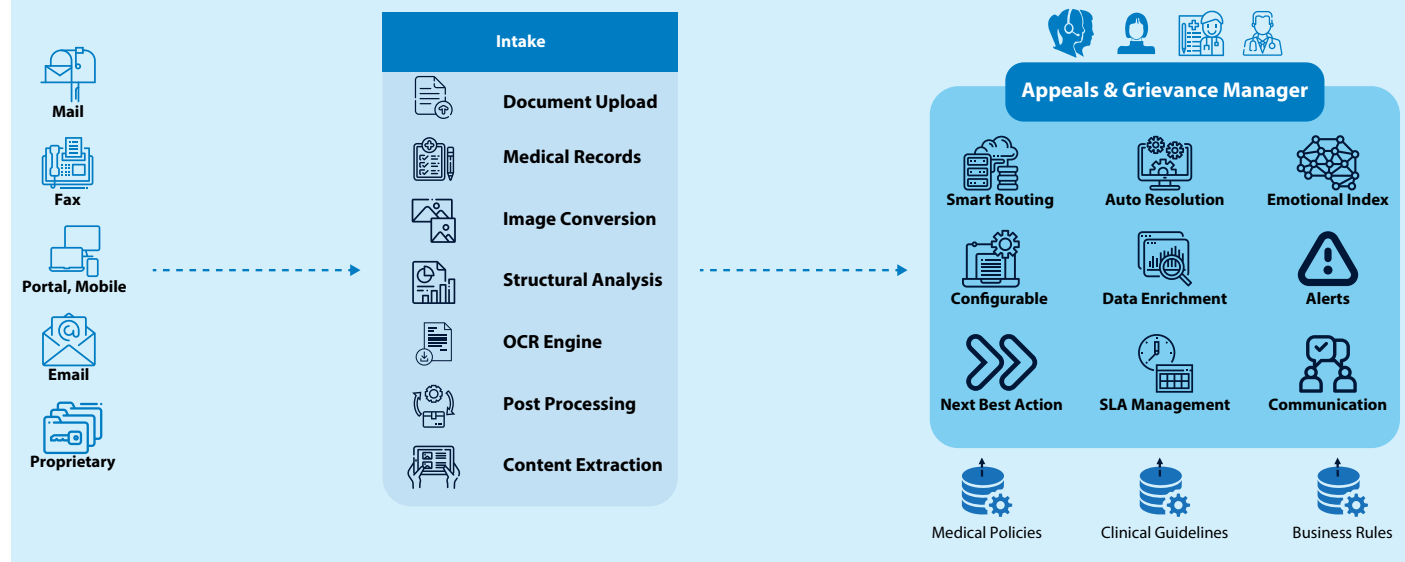 Mail
Fax
Portal, Mobile
Email
Proprietary
Intake
Document Upload
Medical Records
Image Conversion
Structural Analysis
OCR Engine
Post Processing
Content Extraction
Appeals & Grievance Manager
Smart Routing
Auto Resolution
Emotional Index
Configurable
Data Enrichment
Alerts
Next Best Action
SLA Management
Communication
Medical Policies
Clinical Guidelines
Business Rules